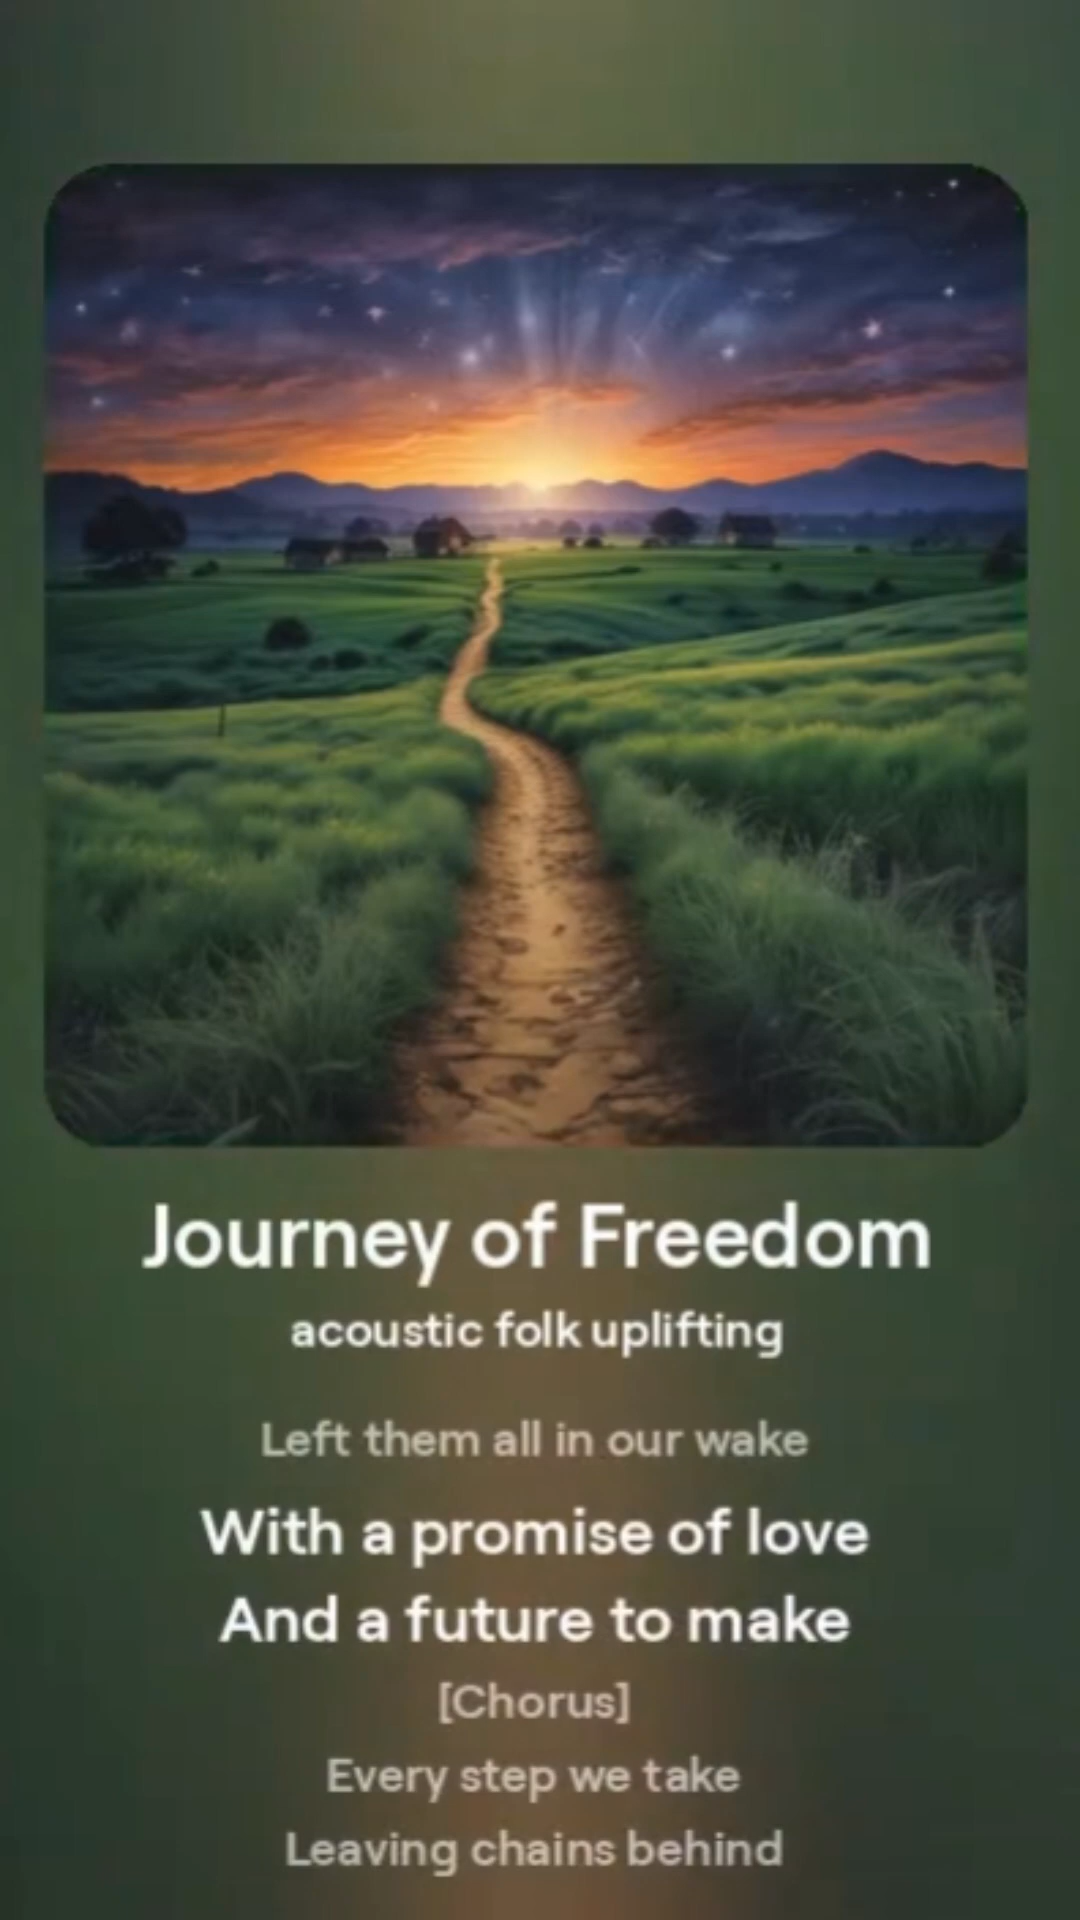 Journey of Freedom
acoustic folk uplifting
Left them all in our wake
With a promise of love
And a future to make
[Chorus]
Every step we take
Leaving chains behind